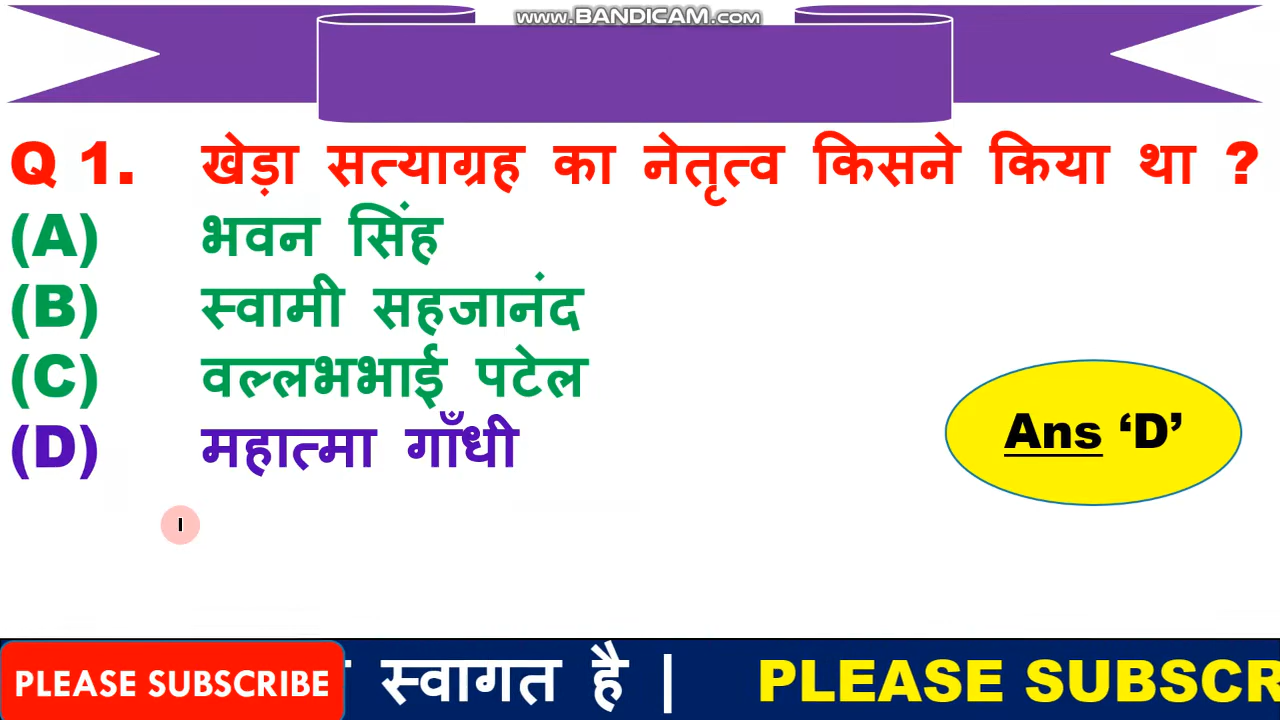 www.BANDICAM.com
Q 1. खेड़ा सत्याग्रह का नेतृत्व किसने किया था ?
(A) भवन सिंह
(B) स्वामी सहजानंद
(C) वल्लभभाई पटेल
(D) महात्मा गाँधी
Ans ‘D’
PLEASE SUBSCRIBE
स्वागत है | PLEASE SUBSCR